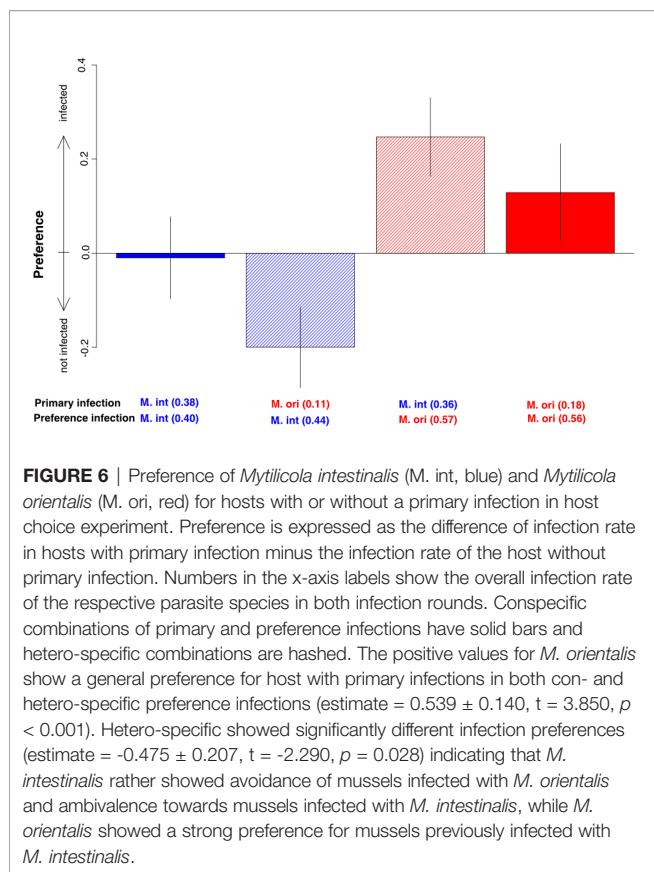 0.4
infected
0.2
Preference
0.0
not infected
-0.2
Primary infection M. int (0.38) M. ori (0.11) M. int (0.36) M. ori (0.18)
Preference infection M. int (0.40) M. int (0.44) M. ori (0.57) M. ori (0.56)
FIGURE 6 | Preference of Mytilicola intestinalis (M. int, blue) and Mytilicola
orientalis (M. ori, red) for hosts with or without a primary infection in host
choice experiment. Preference is expressed as the difference of infection rate
in hosts with primary infection minus the infection rate of the host without
primary infection. Numbers in the x-axis labels show the overall infection rate
of the respective parasite species in both infection rounds. Conspecific
combinations of primary and preference infections have solid bars and
hetero-specific combinations are hashed. The positive values for M. orientalis
show a general preference for host with primary infections in both con- and
hetero-specific preference infections (estimate = 0.539 ± 0.140, t = 3.850, p
< 0.001). Hetero-specific showed significantly different infection preferences
(estimate = -0.475 ± 0.207, t = -2.290, p = 0.028) indicating that M.
intestinalis rather showed avoidance of mussels infected with M. orientalis
and ambivalence towards mussels infected with M. intestinalis, while M.
orientalis showed a strong preference for mussels previously infected with
M. intestinalis.